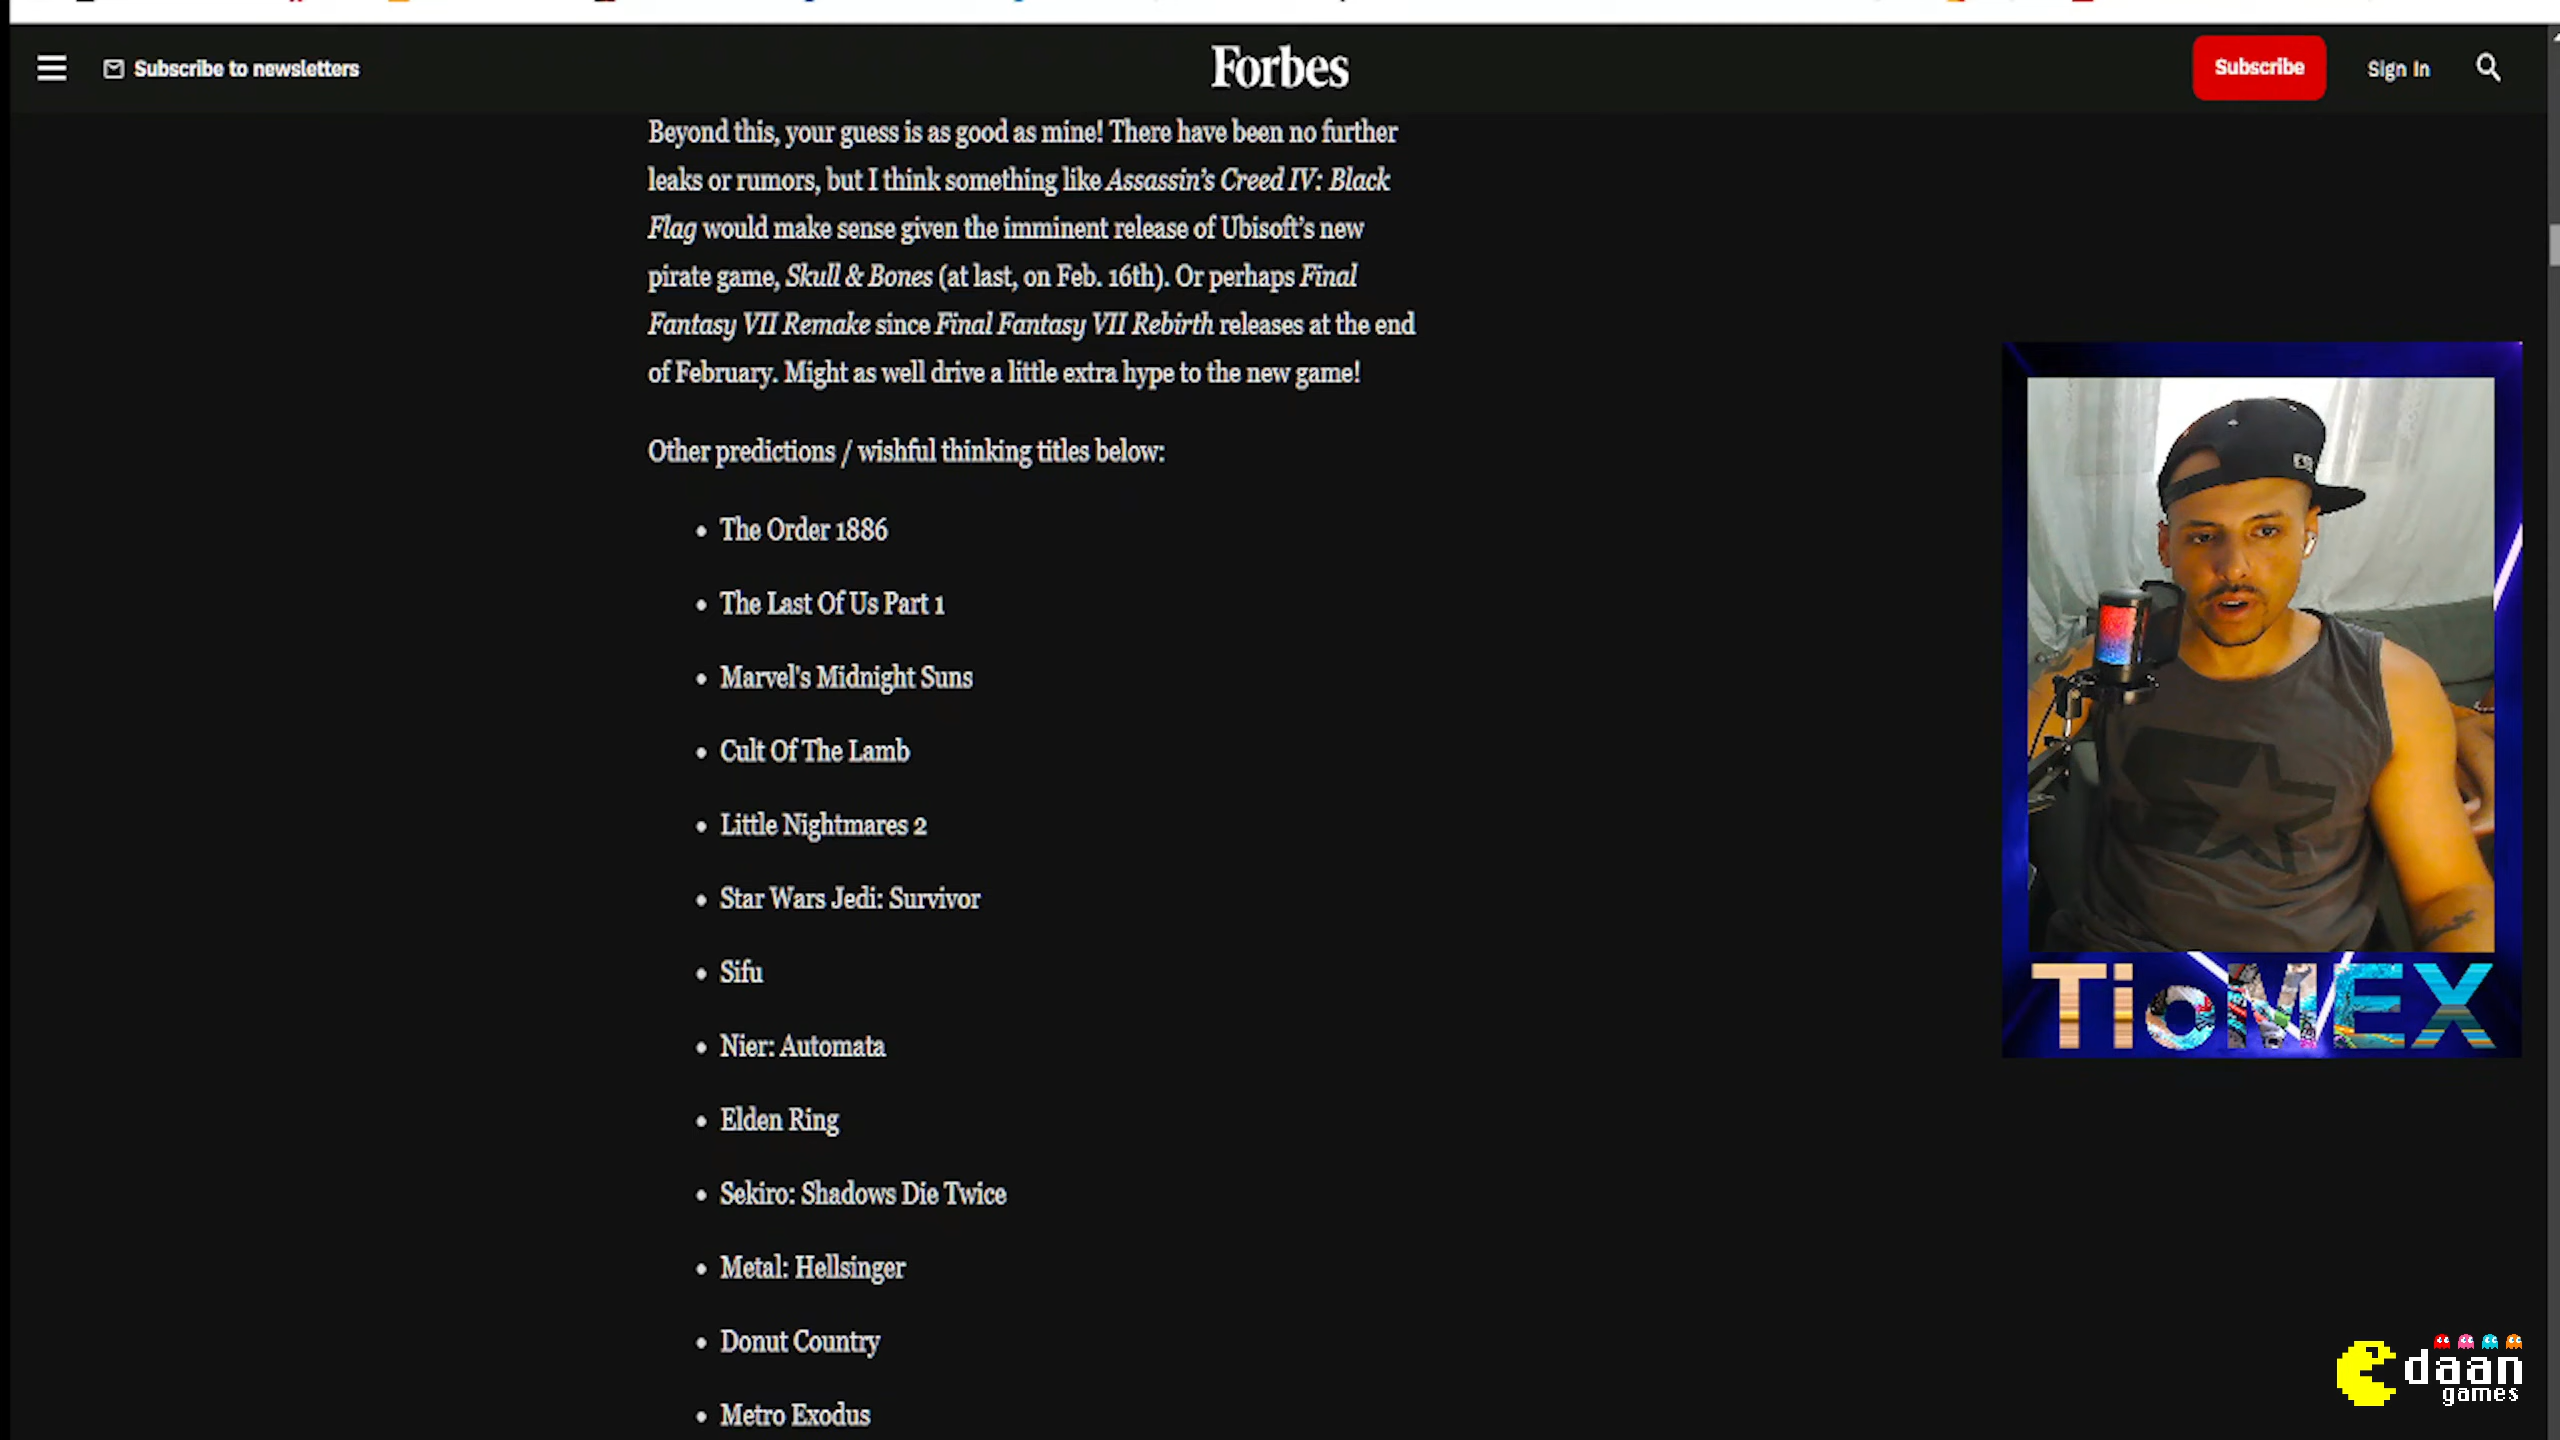 Subscribe to newsletters
Forbes
Subscribe
Sign In
Beyond this, your guess is as good as mine! There have been no further
leaks or rumors, but I think something like Assassin's Creed IV: Black
Flag would make sense given the imminent release of Ubisoft's new
pirate game, Skull & Bones (at last, on Feb. 16th). Or perhaps Final
Fantasy VII Remake since Final Fantasy VII Rebirth releases at the end
of February. Might as well drive a little extra hype to the new game!
Other predictions / wishful thinking titles below:
• The Order 1886
• The Last Of Us Part 1
• Marvel's Midnight Suns
• Cult Of The Lamb
• Little Nightmares 2
• Star Wars Jedi: Survivor
• Sifu
• Nier: Automata
• Elden Ring
• Sekiro: Shadows Die Twice
• Metal: Hellsinger
• Donut Country
• Metro Exodus
TioMEX
daan
games